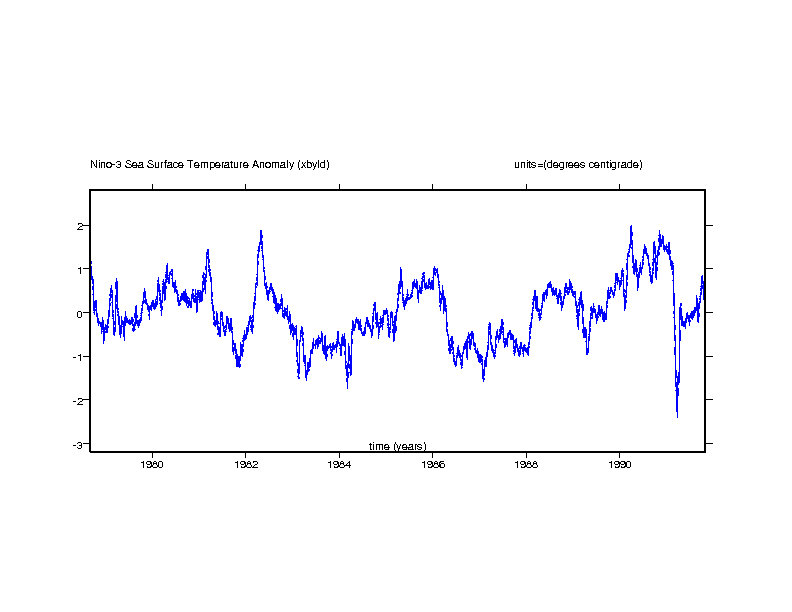 Nino-3 Sea Surface Temperature Anomaly (xbyld) units=(degrees centigrade)
2
1
0
-1
-2
-3
time (years)
1980 1982 1984 1986 1988 1990